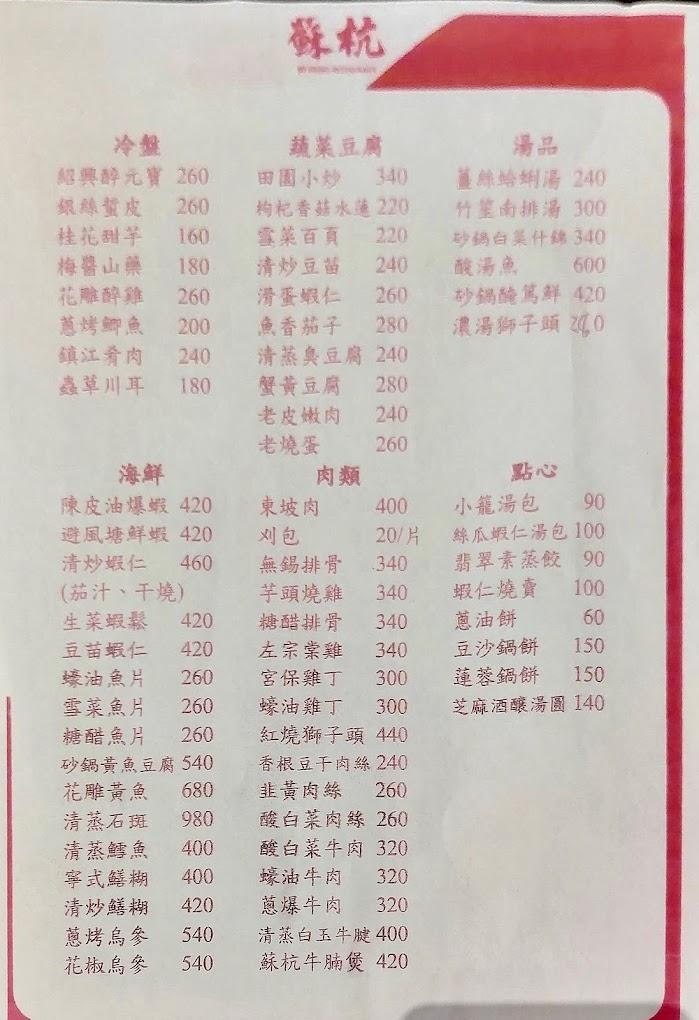 蘇杭
冷盤
紹興醉元寶 260
銀絲蜇皮 260
桂花甜芋 160
梅醬山藥 180
花雕醉雞 260
蔥烤鯽魚 200
鎮江肴肉 240
蟲草川耳 180
蔬菜豆腐
田園小炒 340
枸杞香菇水蓮 220
雪菜百頁 220
清炒豆苗 240
滑蛋蝦仁 260
魚香茄子 280
清蒸臭豆腐 240
蟹黃豆腐 280
老皮嫩肉 240
老燒蛋 260
湯品
薑絲蛤蜊湯 240
竹笙南排湯 300
砂鍋白菜什錦 340
酸湯魚 600
砂鍋醃篤鮮 420
濃湯獅子頭
海鮮
陳皮油爆蝦 420
避風塘鮮蝦 420
清炒蝦仁 460
(茄汁、干燒)
生菜蝦鬆 420
豆苗蝦仁 420
蠔油魚片 260
雪菜魚片 260
糖醋魚片 260
砂鍋黃魚豆腐 540
花雕黃魚 680
清蒸石斑 980
清蒸鱈魚 400
寧式鱔糊 400
清炒鱔糊 420
蔥烤烏參 540
花椒烏參 540
肉類
東坡肉 400
刈包 20/片
無錫排骨 340
芋頭燒雞 340
糖醋排骨 340
左宗棠雞 340
宮保雞丁 300
蠔油雞丁 300
紅燒獅子頭 440
香根豆干肉絲 240
韭黃肉絲 260
酸白菜肉絲 260
酸白菜牛肉 320
蠔油牛肉 320
蔥爆牛肉 320
清蒸白玉牛腱 400
蘇杭牛腩煲 420
點心
小籠湯包 90
絲瓜蝦仁湯包 100
翡翠素蒸餃 90
蝦仁燒賣 100
蔥油餅 60
豆沙鍋餅 150
蓮蓉鍋餅 150
芝麻酒釀湯圓 140